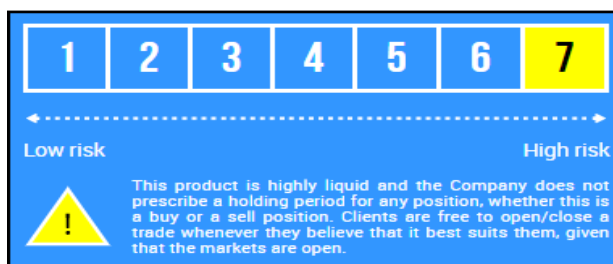 1 2 3 4 5 6 7
Low risk High risk
! This product is highly liquid and the Company does not
prescribe a holding period for any position, whether this is
a buy or a sell position. Clients are free to open/close a
trade whenever they believe that it best suits them, given
that the markets are open.